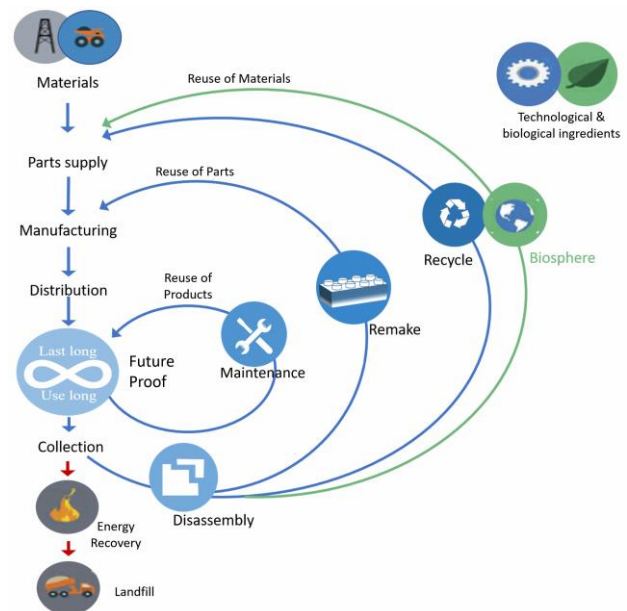 Materials
Reuse of Materials
Technological &
biological ingredients
Parts supply
Reuse of Parts
Manufacturing
Recycle
Biosphere
Distribution
Reuse of
Products
Remake
Last long
Use long
Future
Proof
Maintenance
Collection
Disassembly
Energy
Recovery
Landfill